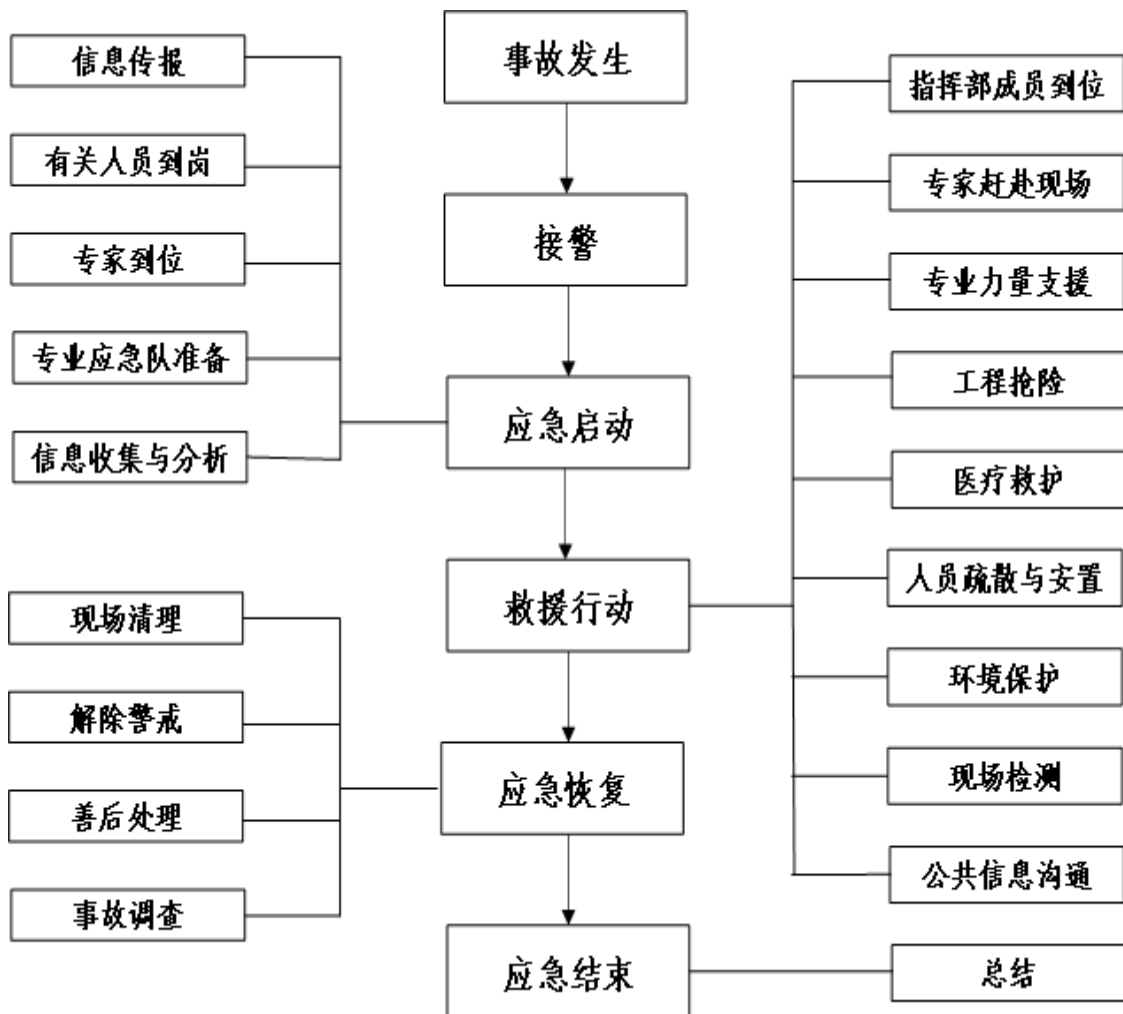 事故发生
接警
应急启动
救援行动
应急恢复
应急结束
信息传报
有关人员到岗
专家到位
专业应急队准备
信息收集与分析
现场清理
解除警戒
善后处理
事故调查
指挥部成员到位
专家赶赴现场
专业力量支援
工程抢险
医疗救护
人员疏散与安置
环境保护
现场检测
公共信息沟通
总结